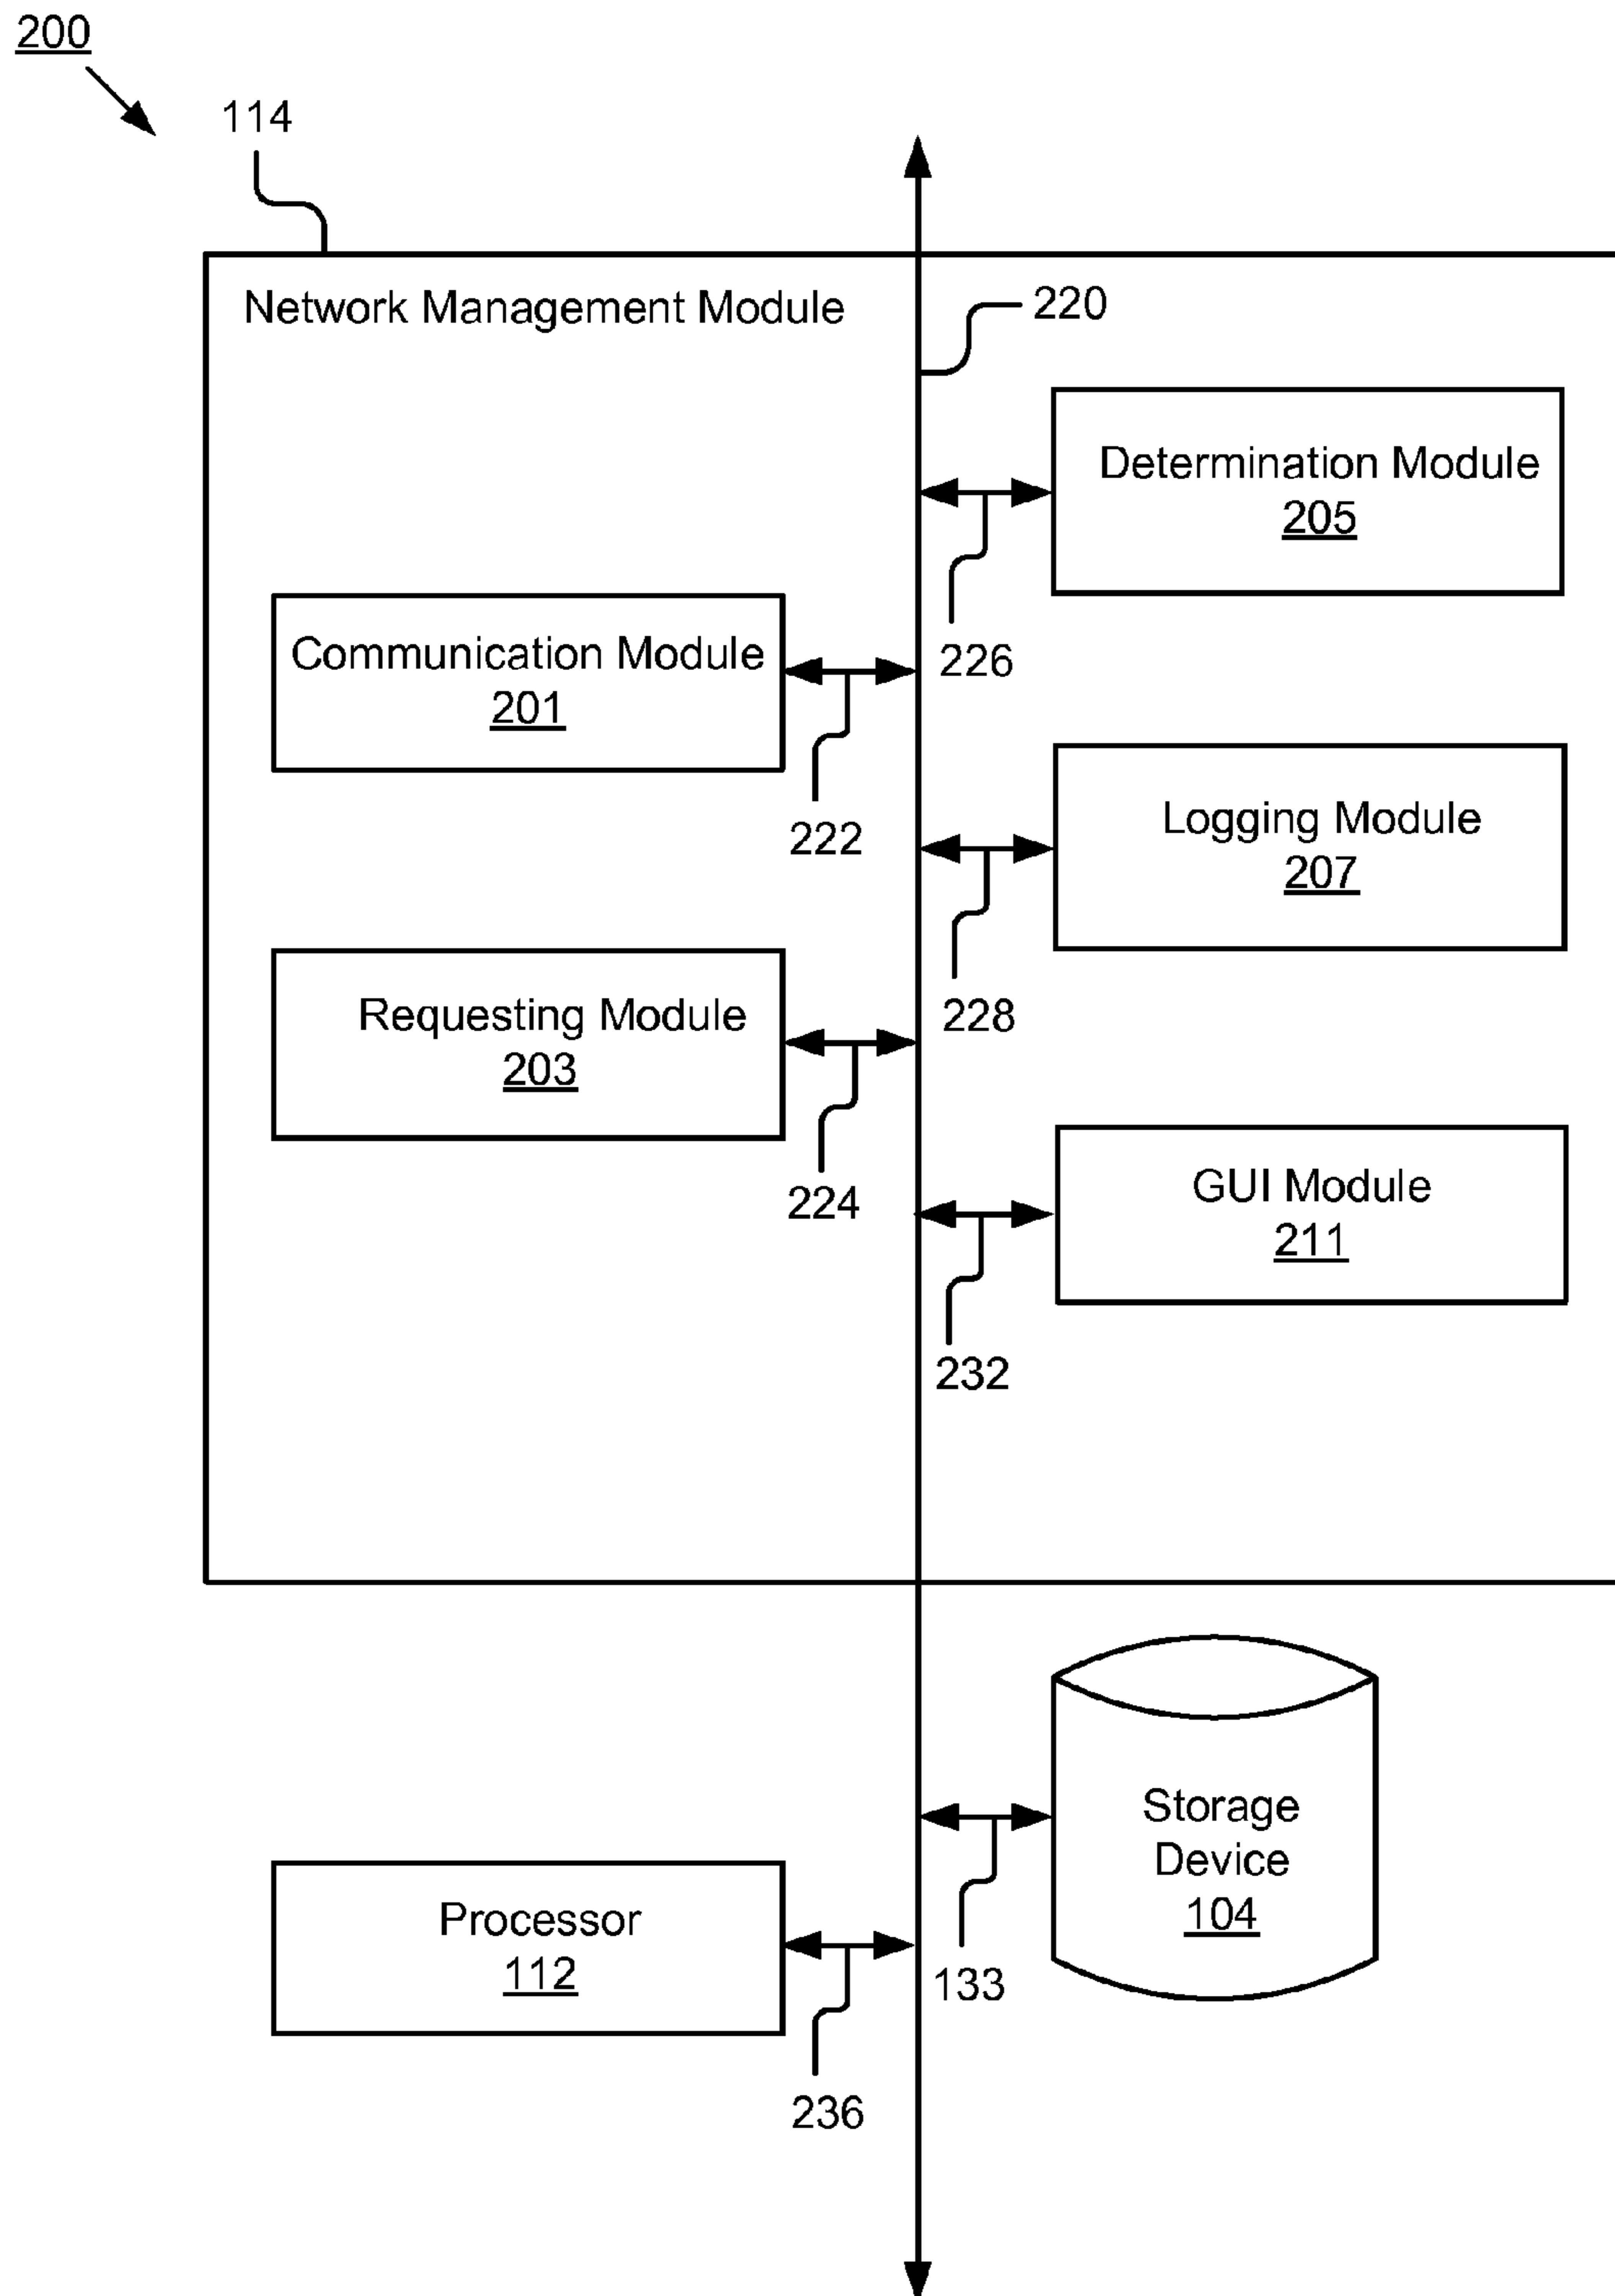 200
114
Network Management Module
220
Determination Module
205
226
Communication Module
201
222
Logging Module
207
228
Requesting Module
203
224
GUI Module
211
232
Storage
Device
104
133
Processor
112
236